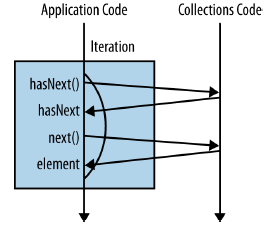 Application Code
Collections Code
Iteration
hasNext()
hasNext
next()
element